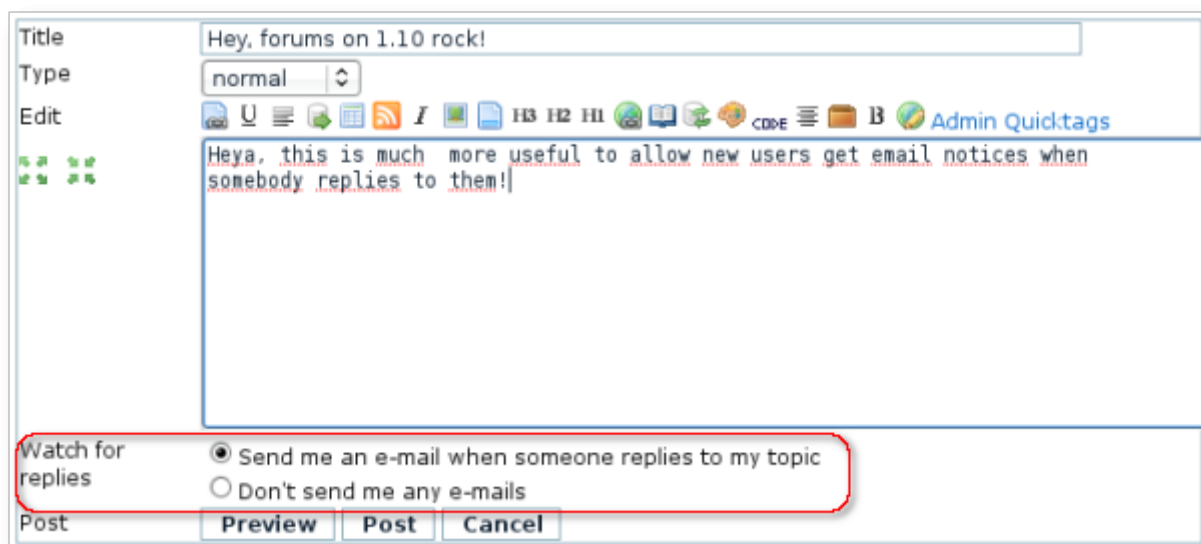 Title Hey, forums on 1.10 rock!
Type normal
Edit U I H3 H2 H1 CODE B Admin Quicktags
Heya, this is much  more useful to allow new users get email notices when
somebody replies to them!
Watch for
replies
Send me an e-mail when someone replies to my topic
Don't send me any e-mails
Post Preview Post Cancel